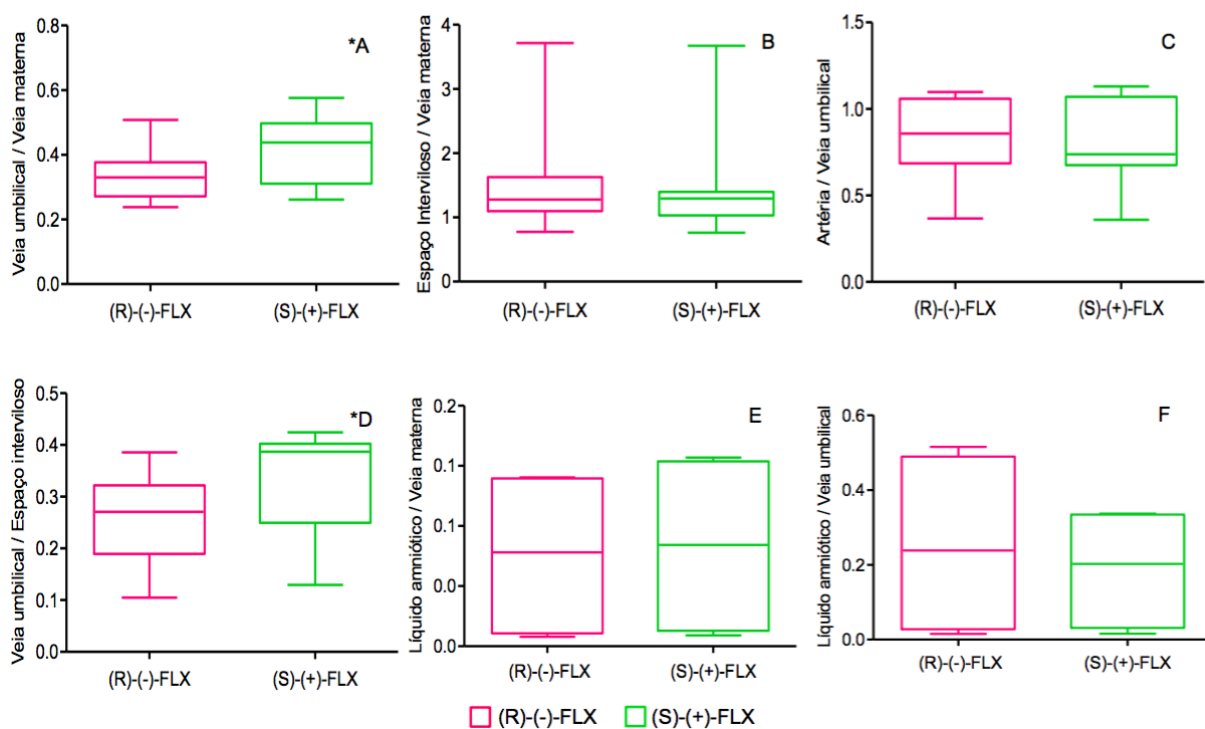 Veia umbilical / Veia materna
0.8
0.6
0.4
0.2
0.0
*A
(R)-(-)-FLX (S)-(+)-FLX
Espaço Interviloso / Veia materna
4
3
2
1
0
B
(R)-(-)-FLX (S)-(+)-FLX
Artéria / Veia umbilical
1.5
1.0
0.5
0.0
C
(R)-(-)-FLX (S)-(+)-FLX
Veia umbilical / Espaço interviloso
0.5
0.4
0.3
0.2
0.1
0.0
*D
(R)-(-)-FLX (S)-(+)-FLX
Líquido amniótico / Veia materna
0.2
0.1
0.1
0.0
0.0
E
(R)-(-)-FLX (S)-(+)-FLX
Líquido amniótico / Veia umbilical
0.6
0.4
0.2
0.0
F
(R)-(-)-FLX (S)-(+)-FLX
(R)-(-)-FLX (S)-(+)-FLX